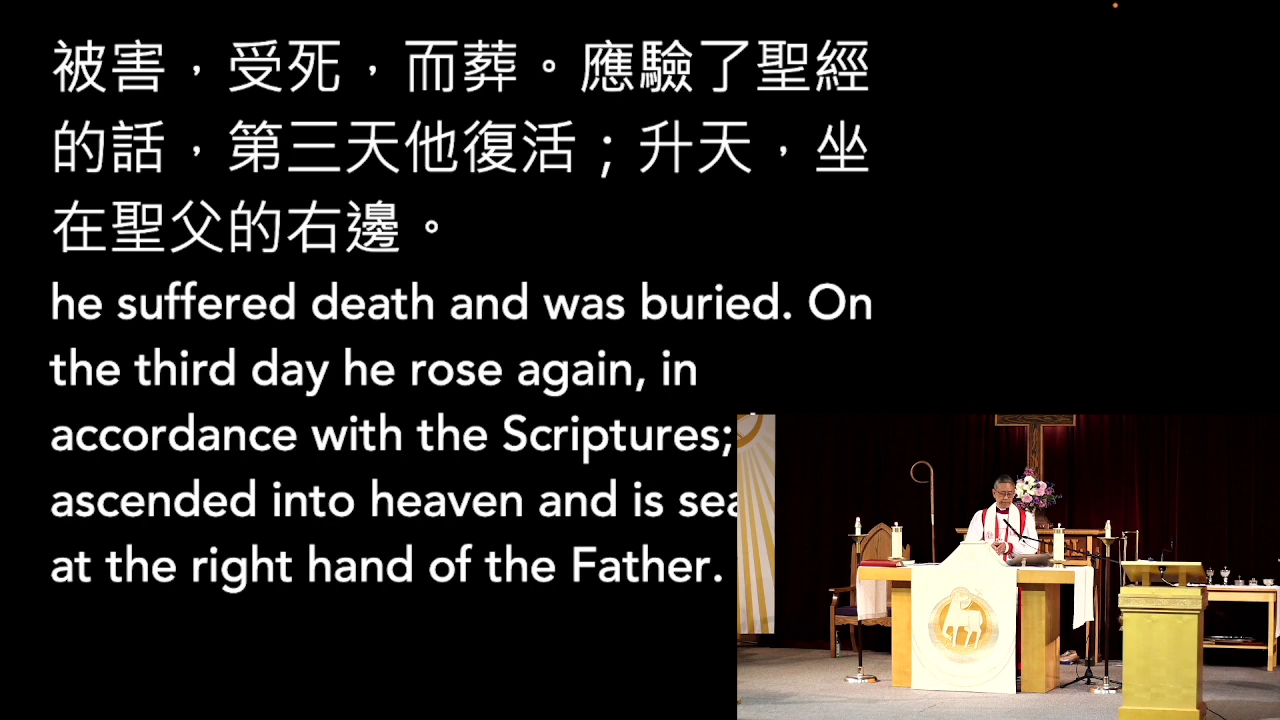 被害，受死，而葬。應驗了聖經
的話，第三天他復活；升天，坐
在聖父的右邊。
he suffered death and was buried. On
the third day he rose again, in
accordance with the Scriptures;
ascended into heaven and is
at the right hand of the Father.